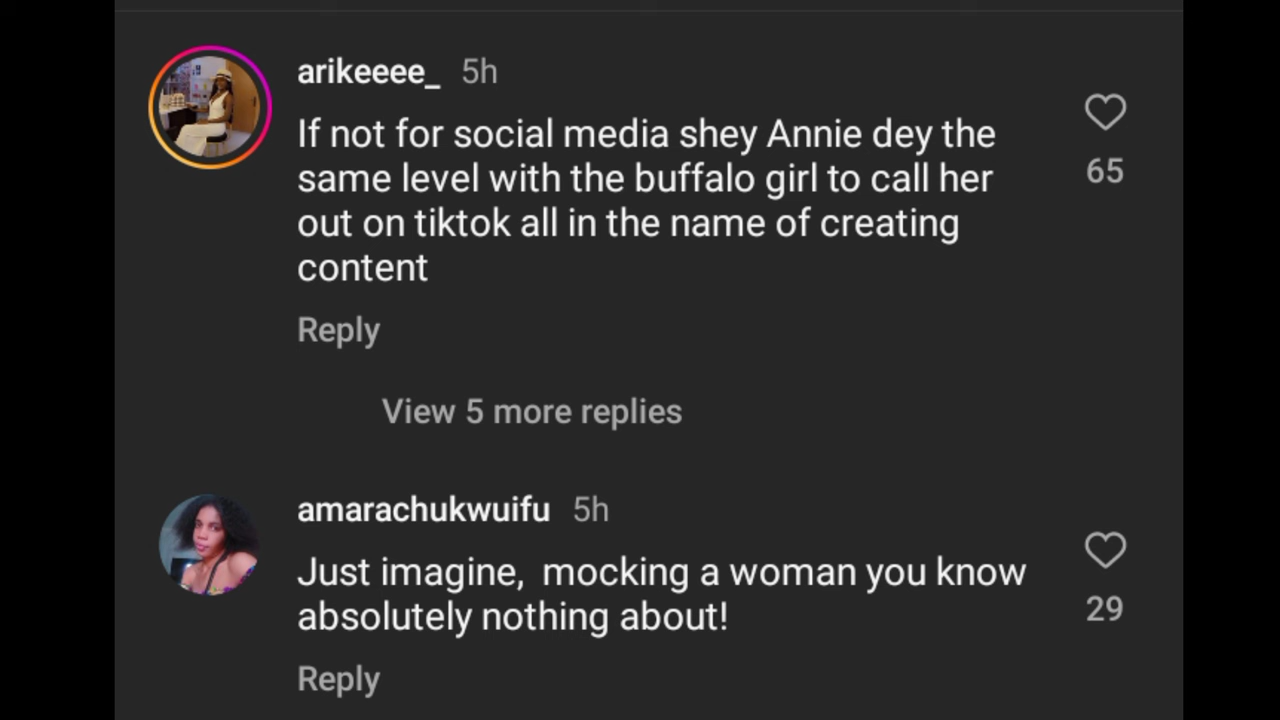 arikeeee_ 5h
If not for social media shey Annie dey the
same level with the buffalo girl to call her
out on tiktok all in the name of creating
content
65
Reply
View 5 more replies
amarachukwuifu 5h
Just imagine,  mocking a woman you know
absolutely nothing about!
29
Reply